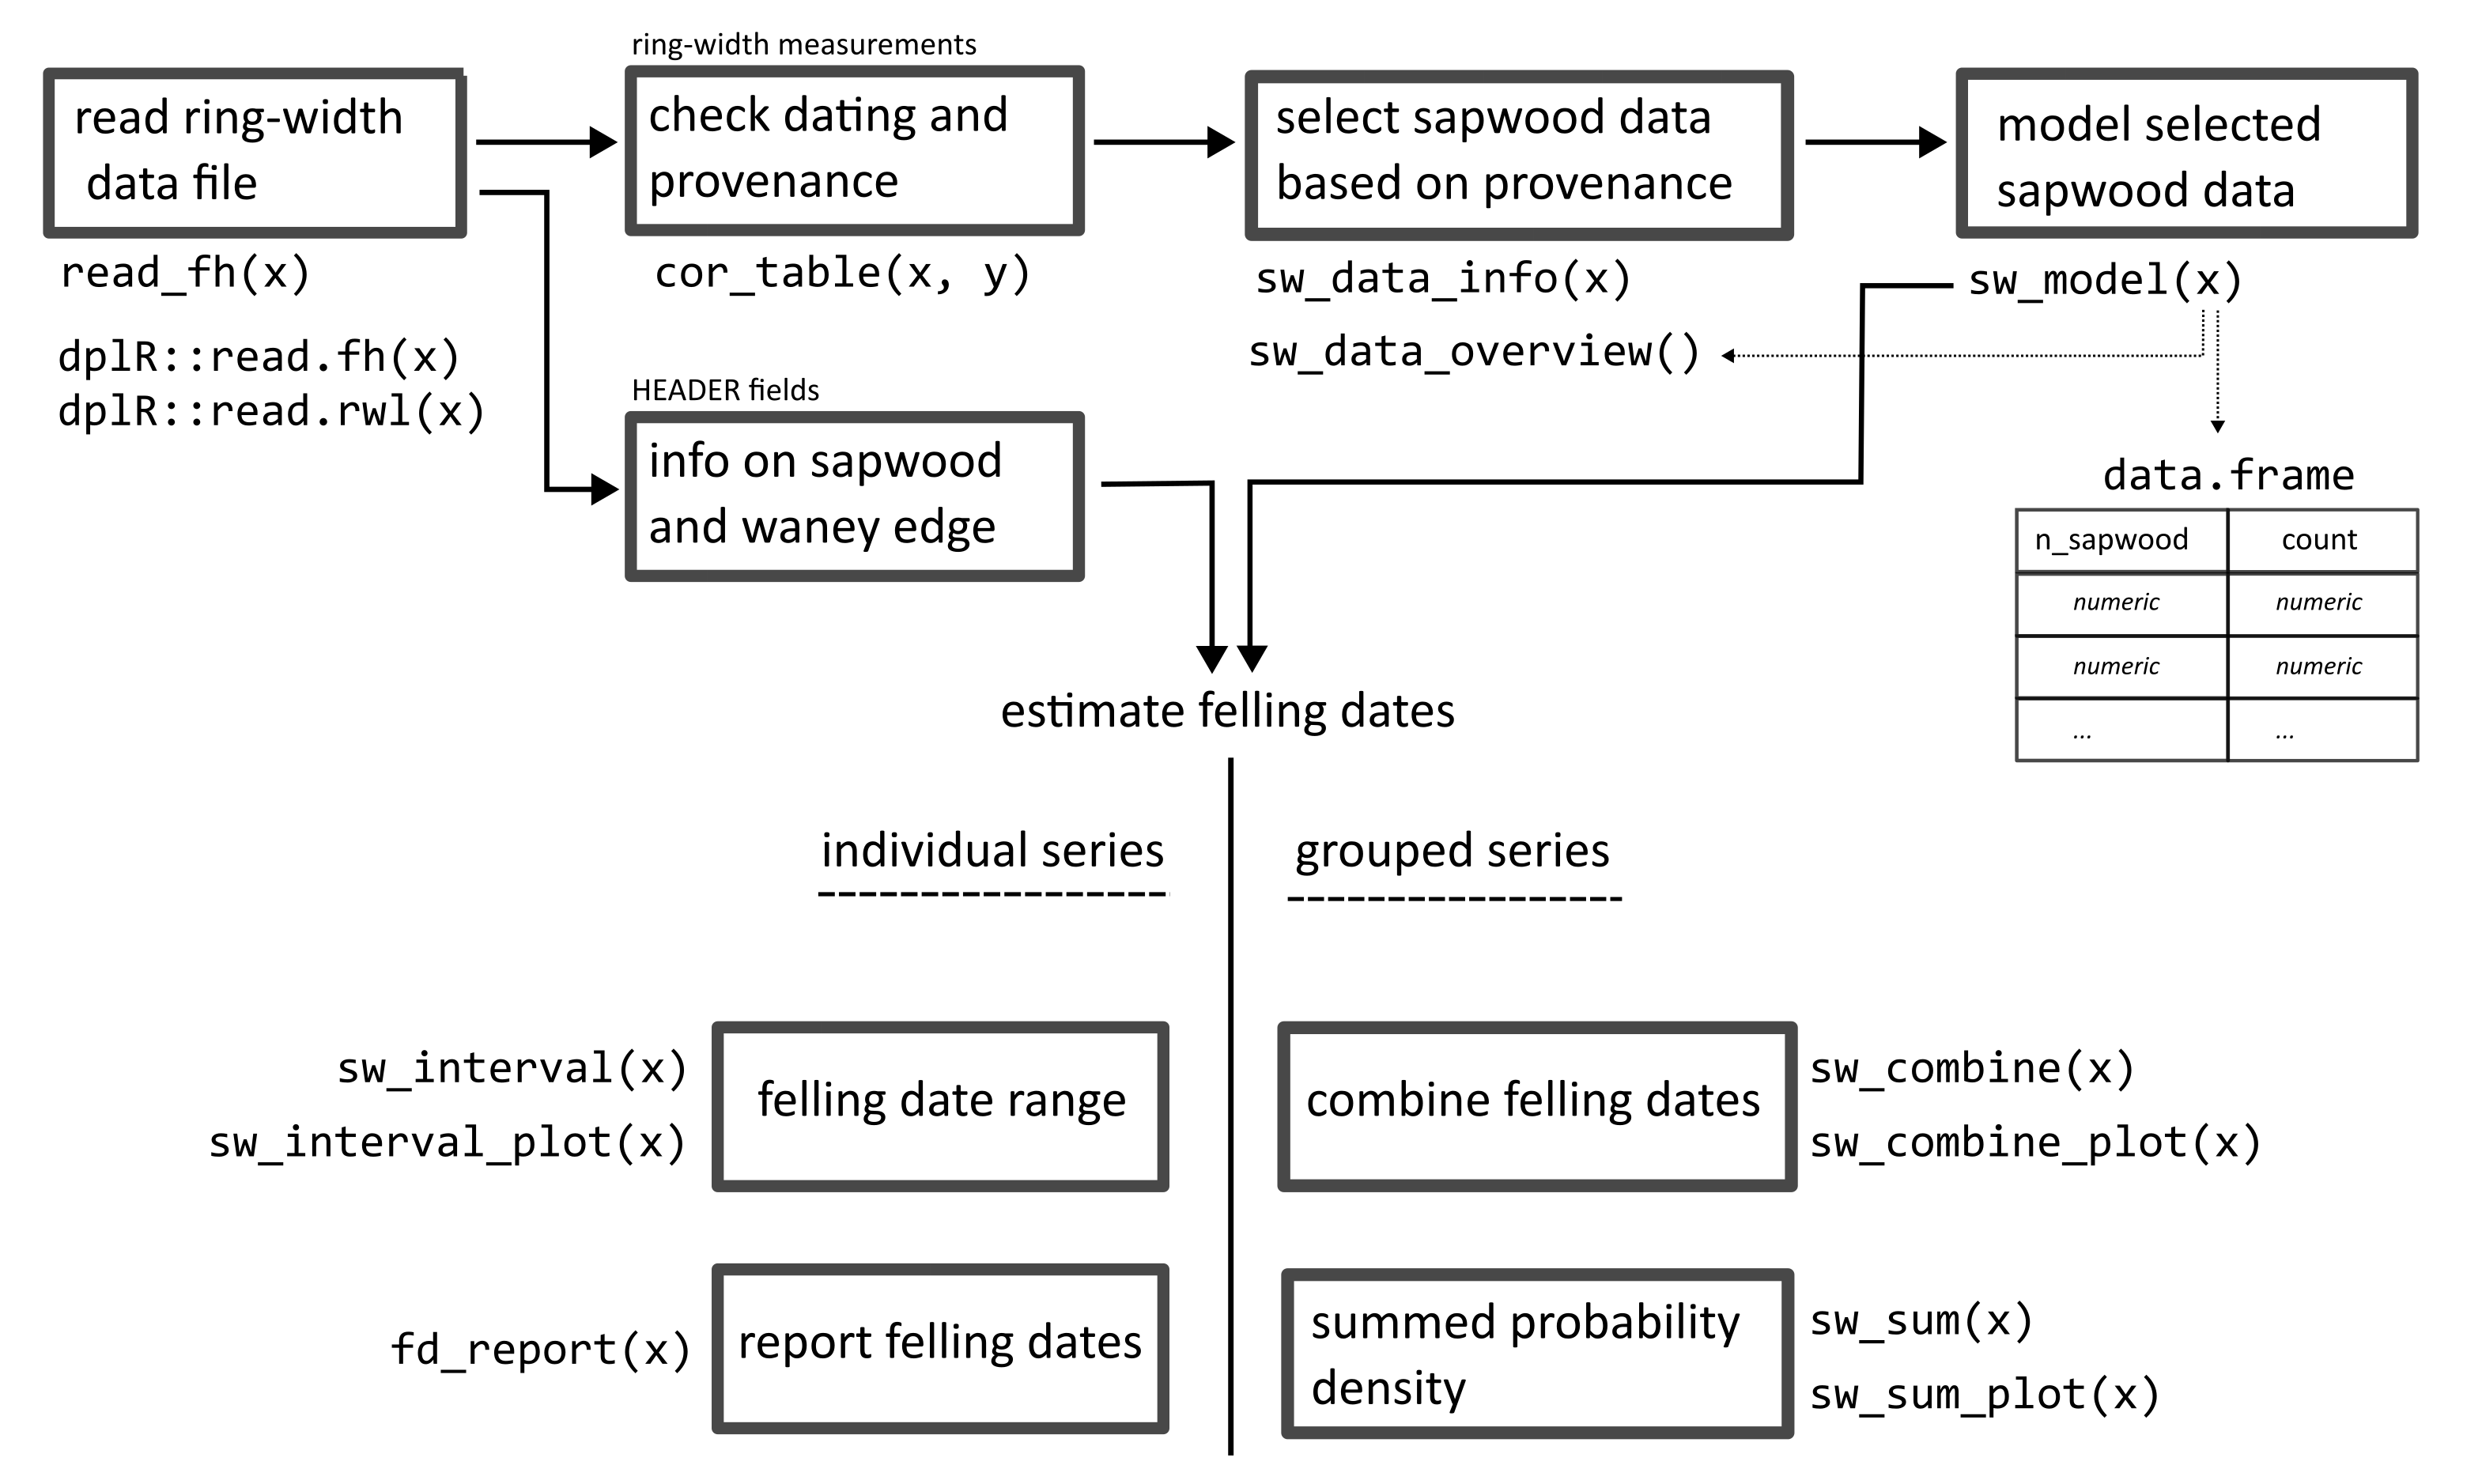 ring-width measurements
read ring-width
data file
check dating and
provenance
select sapwood data
based on provenance
model selected
sapwood data
read_fh(x)
dplR::read.fh(x)
dplR::read.rwl(x)
cor_table(x, y)
sw_data_info(x)
sw_data_overview()
sw_model(x)
HEADER fields
info on sapwood
and waney edge
data.frame
n_sapwood count
numeric numeric
numeric numeric
... ...
estimate felling dates
individual series
grouped series
sw_interval(x)
sw_interval_plot(x)
felling date range
combine felling dates
sw_combine(x)
sw_combine_plot(x)
fd_report(x)
report felling dates
summed probability
density
sw_sum(x)
sw_sum_plot(x)